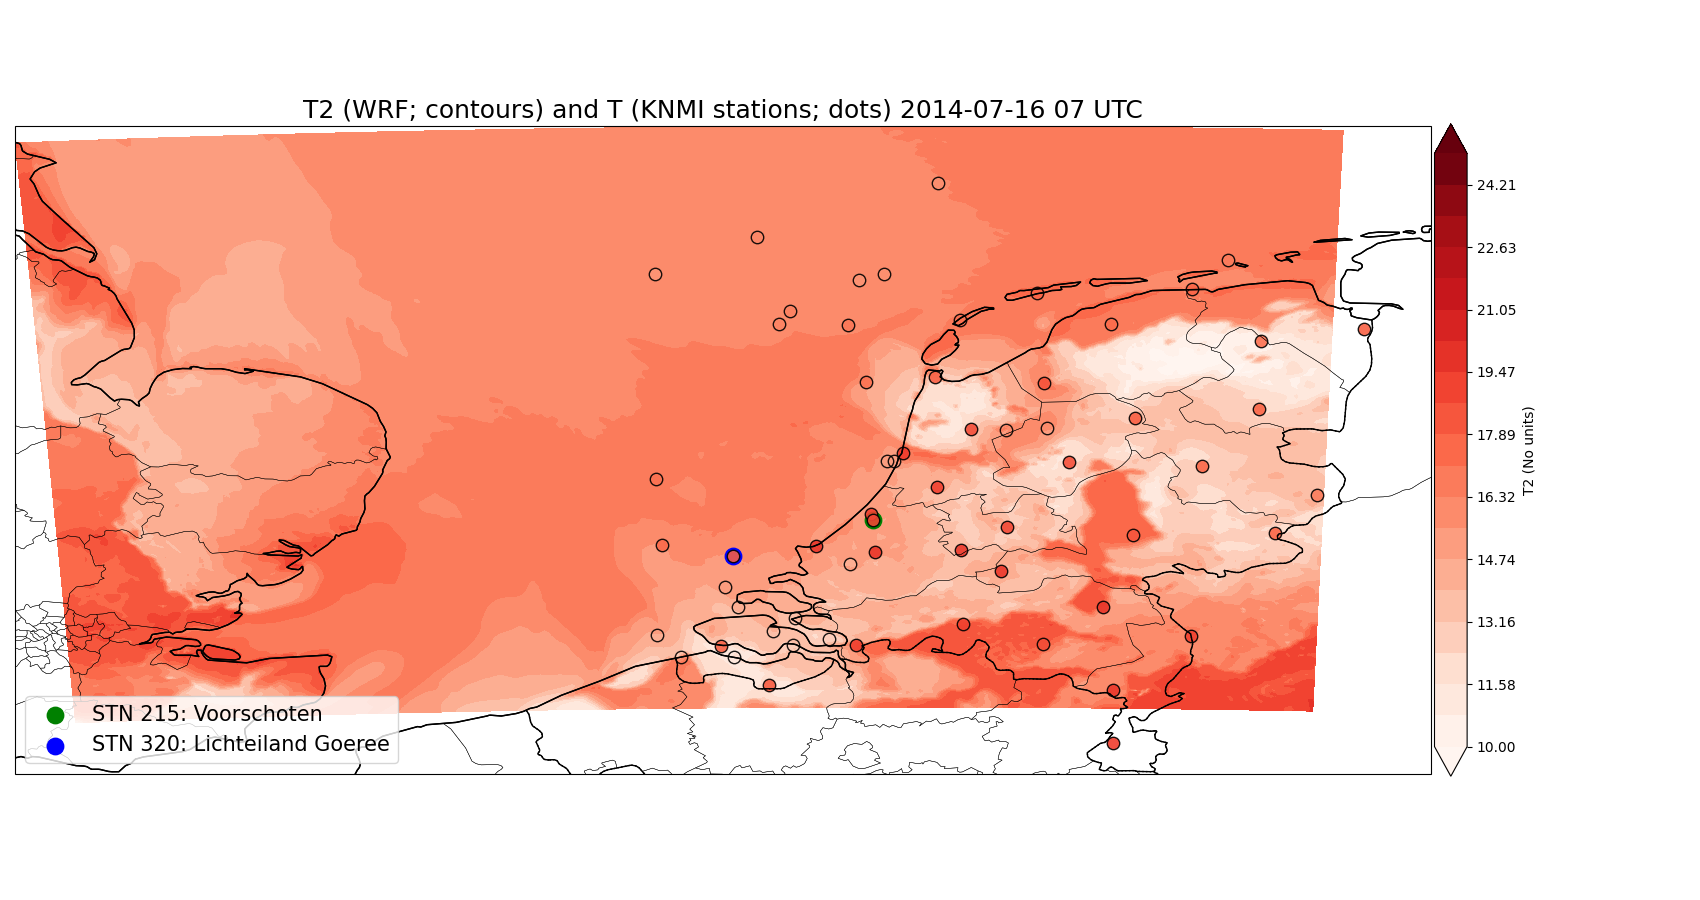 T2 (WRF; contours) and T (KNMI stations; dots) 2014-07-16 07 UTC
24.21
22.63
21.05
19.47
17.89
16.32
14.74
13.16
11.58
10.00
T2 (No units)
STN 215: Voorschoten
STN 320: Lichteiland Goeree